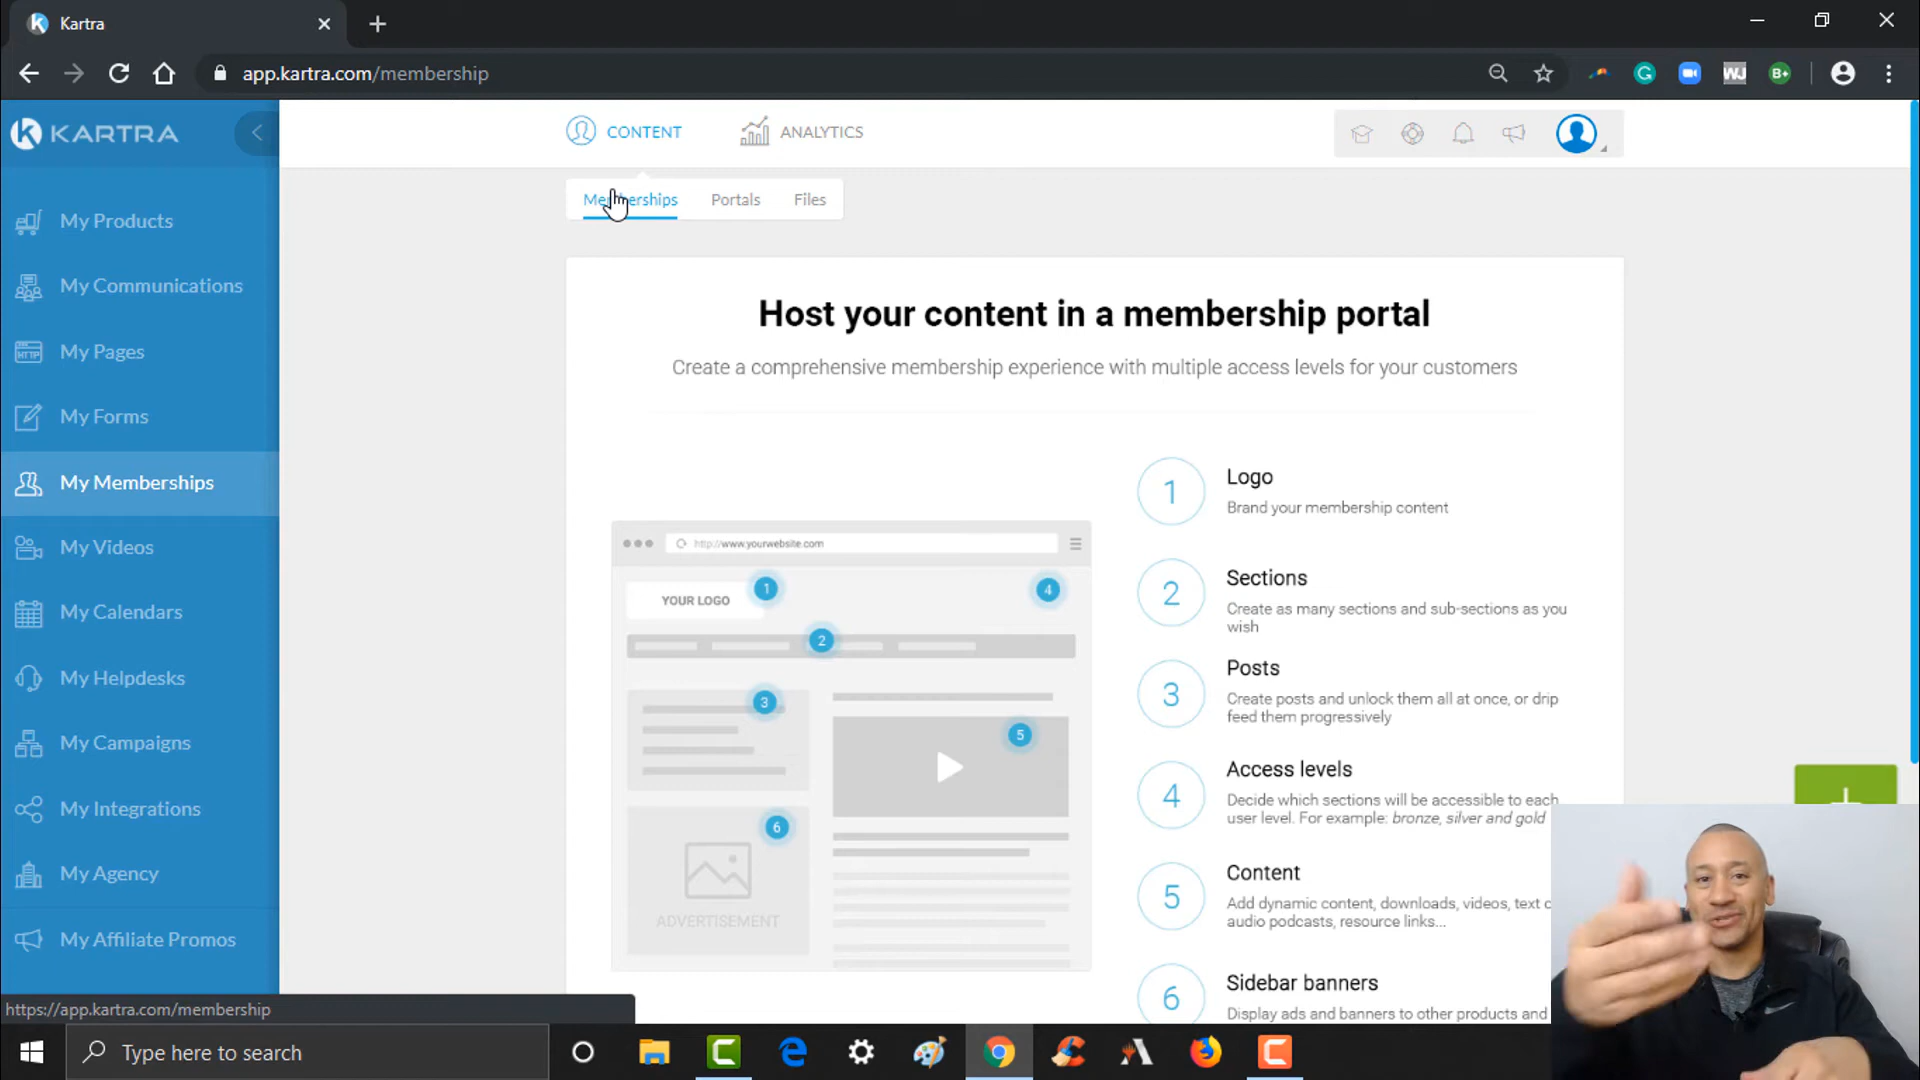 Kartra
app.kartra.com/membership
KARTRA
CONTENT
ANALYTICS
Memberships
Portals
Files
My Products
My Communications
My Pages
My Forms
My Memberships
My Videos
My Calendars
My Helpdesks
My Campaigns
My Integrations
My Agency
My Affiliate Promos
Host your content in a membership portal
Create a comprehensive membership experience with multiple access levels for your customers
http://www.yourwebsite.com
YOUR LOGO
1
4
2
3
5
6
ADVERTISEMENT
1
Logo
Brand your membership content
2
Sections
Create as many sections and sub-sections as you
wish
3
Posts
Create posts and unlock them all at once, or drip
feed them progressively
4
Access levels
Decide which sections will be accessible to each
user level. For example: bronze, silver and gold
5
Content
Add dynamic content, downloads, videos, text
audio podcasts, resource links...
6
Sidebar banners
Display ads and banners to other products and
https://app.kartra.com/membership
Type here to search